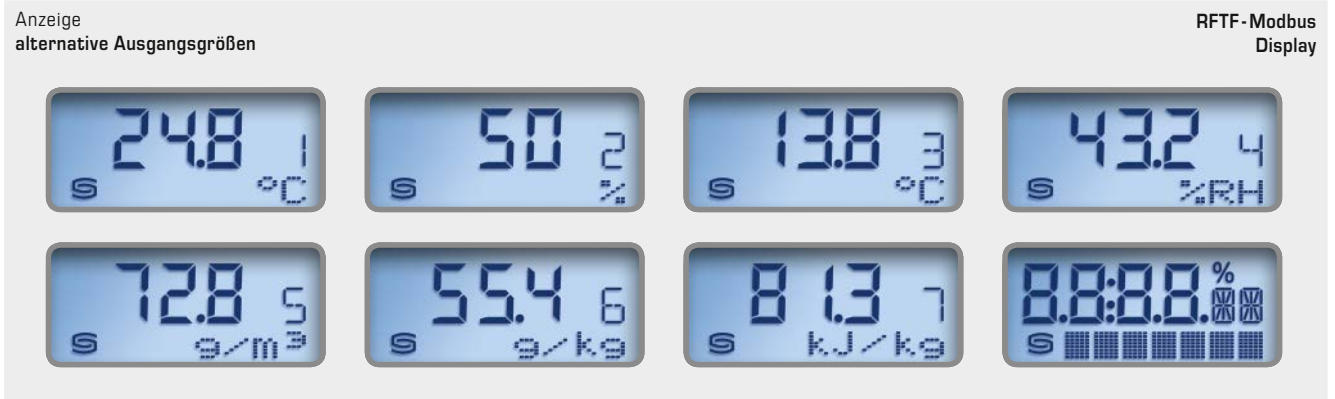 Anzeige
alternative Ausgangsgrößen
RFTF-Modbus
Display
24.8 1
°C
50 2
%
13.8 3
°C
43.2 4
%RH
72.8 5
g/m³
55.4 6
g/kg
81.3 7
kJ/kg
8.8:8.8.%